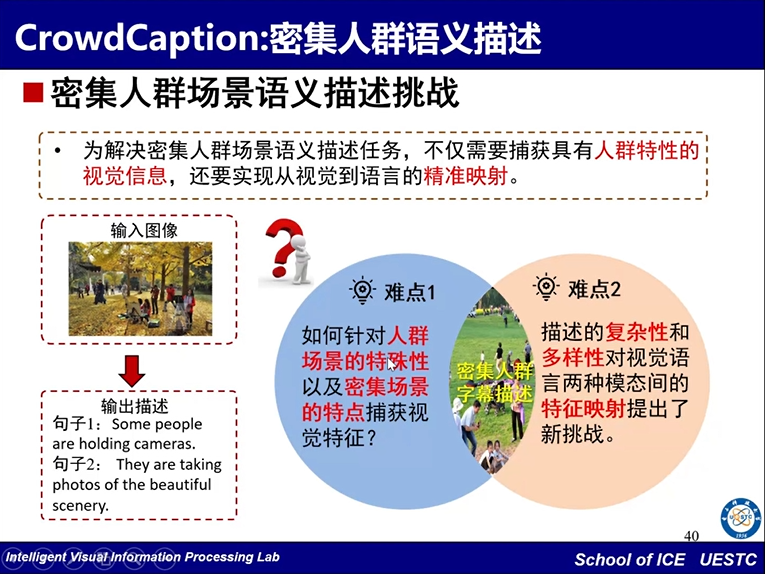 CrowdCaption:密集人群语义描述
密集人群场景语义描述挑战
• 为解决密集人群场景语义描述任务，不仅需要捕获具有人群特性的
视觉信息，还要实现从视觉到语言的精准映射。
输入图像
输出描述
句子1：Some people
are holding cameras.
句子2： They are taking
photos of the beautiful
scenery.
难点1
如何针对人群
场景的特殊性
以及密集场景
的特点捕获视
觉特征？
密集人群
字幕描述
难点2
描述的复杂性和
多样性对视觉语
言两种模态间的
特征映射提出了
新挑战。
40
UESTC
1956
Intelligent Visual Information Processing Lab
School of ICE UESTC